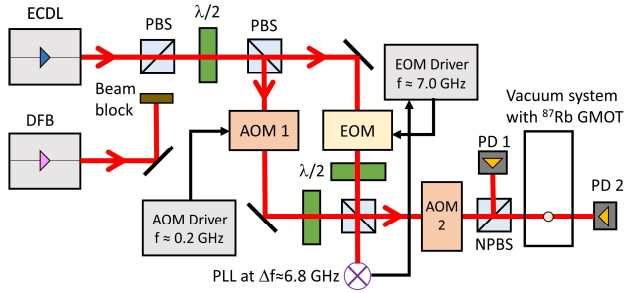 ECDL
PBS
λ/2
PBS
EOM Driver
f ≈ 7.0 GHz
Beam
block
Vacuum system
with ⁸⁷Rb GMOT
DFB
AOM 1
EOM
PD 1
λ/2
PD 2
AOM Driver
f ≈ 0.2 GHz
AOM
2
NPBS
PLL at Δf≈6.8 GHz